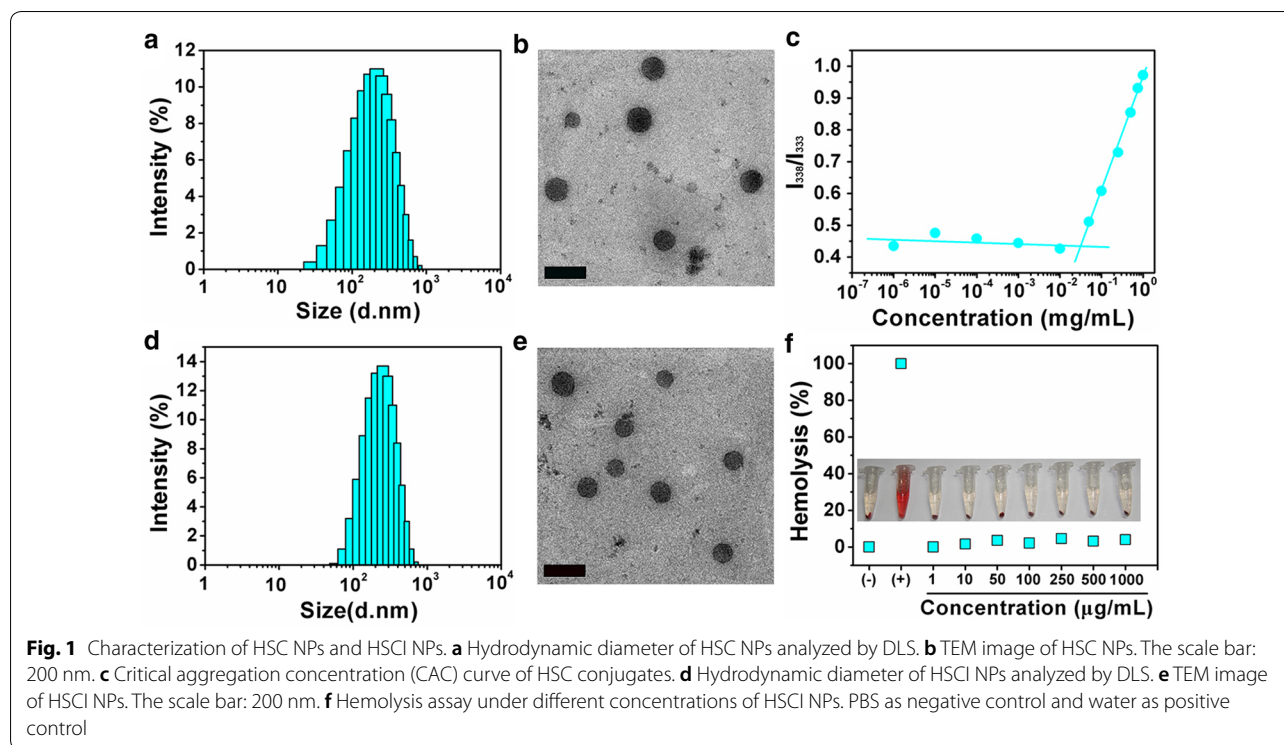 a
12
10
8
6
4
2
0
Intensity (%)
1 10¹ 10² 10³ 10⁴
Size (d.nm)
b
c
1.0
0.9
0.8
0.7
0.6
0.5
0.4
I₃₃₈/I₃₃₃
10⁻⁷ 10⁻⁶ 10⁻⁵ 10⁻⁴ 10⁻³ 10⁻² 10⁻¹ 10⁰
Concentration (mg/mL)
d
14
12
10
8
6
4
2
0
Intensity (%)
1 10¹ 10² 10³ 10⁴
Size(d.nm)
e
f
100
80
60
40
20
0
Hemolysis (%)
(-) (+) 1 10 50 100 250 500 1000
Concentration (μg/mL)
Fig. 1 Characterization of HSC NPs and HSCI NPs. a Hydrodynamic diameter of HSC NPs analyzed by DLS. b TEM image of HSC NPs. The scale bar:
200 nm. c Critical aggregation concentration (CAC) curve of HSC conjugates. d Hydrodynamic diameter of HSCI NPs analyzed by DLS. e TEM image
of HSCI NPs. The scale bar: 200 nm. f Hemolysis assay under different concentrations of HSCI NPs. PBS as negative control and water as positive
control